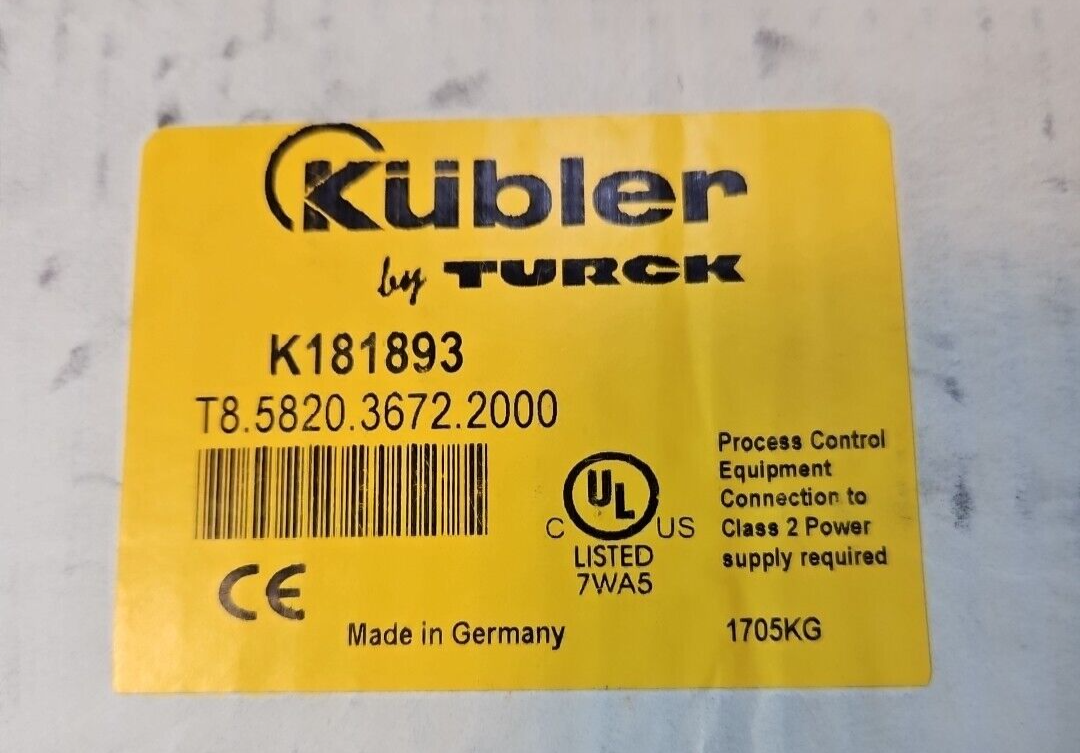 Kübler
by TURCK
K181893
T8.5820.3672.2000
CE
Made in Germany
UL
C US
LISTED
7WA5
Process Control
Equipment
Connection to
Class 2 Power
supply required
1705KG